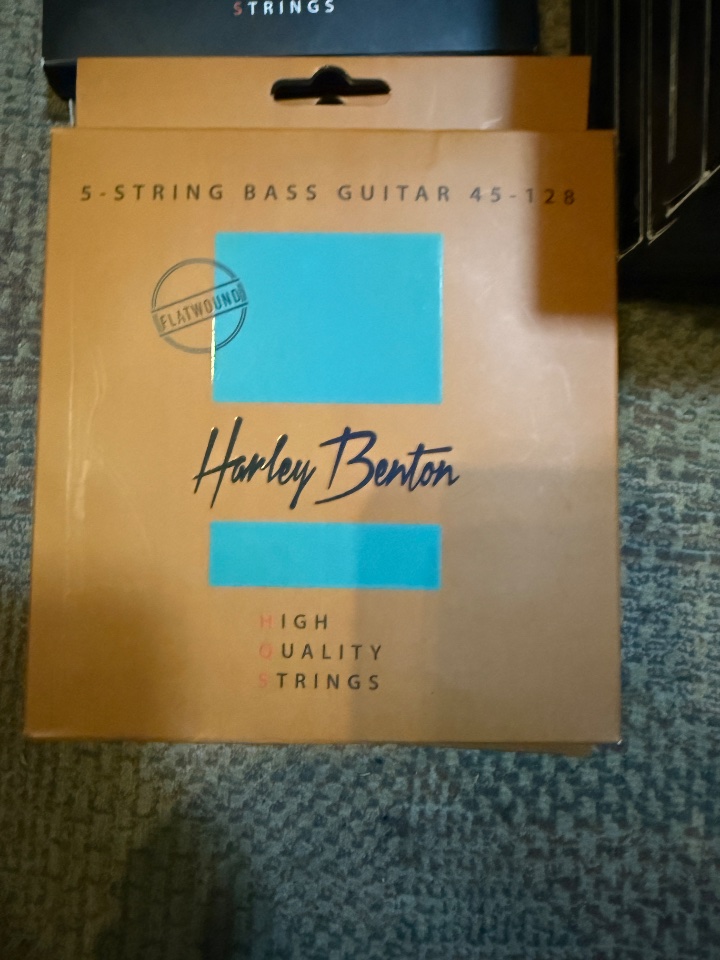 STRINGS
5-STRING BASS GUITAR 45-128
FLATWOUND
Harley Benton
HIGH
QUALITY
STRINGS